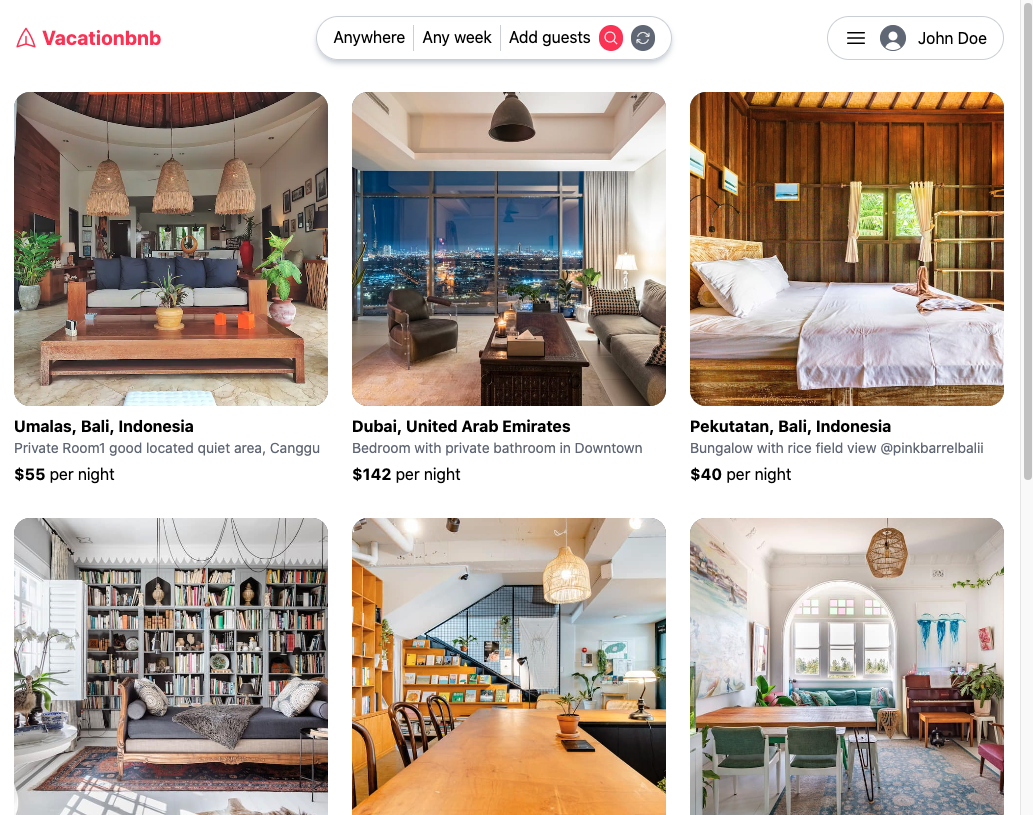 Vacationbnb
Anywhere
Any week
Add guests
John Doe
Umalas, Bali, Indonesia
Private Room1 good located quiet area, Canggu
$55 per night
Dubai, United Arab Emirates
Bedroom with private bathroom in Downtown
$142 per night
Pekutatan, Bali, Indonesia
Bungalow with rice field view @pinkbarrelbalii
$40 per night